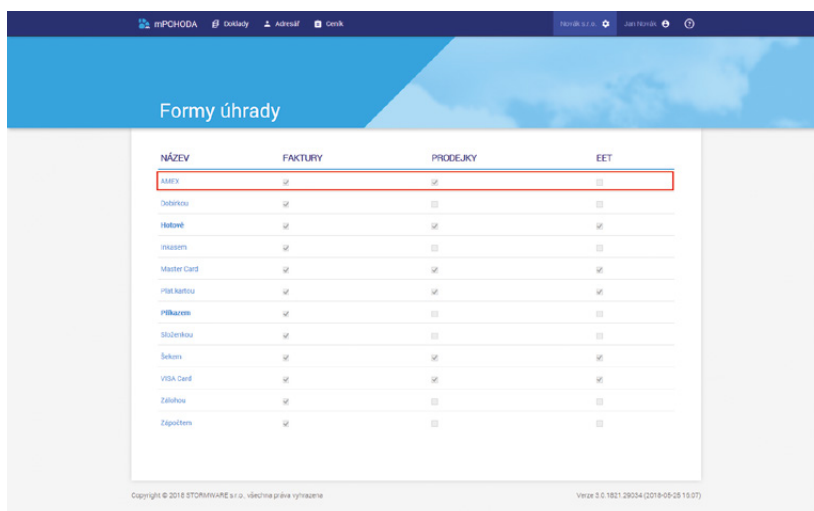 mPOHODA Doklady Adresář Ceník Novák s.r.o. Jan Novák
Formy úhrady
NÁZEV FAKTURY PRODEJKY EET
AMEX
Dobírkou
Hotově
Inkasem
Master Card
Plat.kartou
Příkazem
Složenkou
Šekem
VISA Card
Zálohou
Zápočtem
Copyright © 2018 STORMWARE s.r.o., všechna práva vyhrazena Verze 3.0.1821.29034 (2018-05-25 16:07)